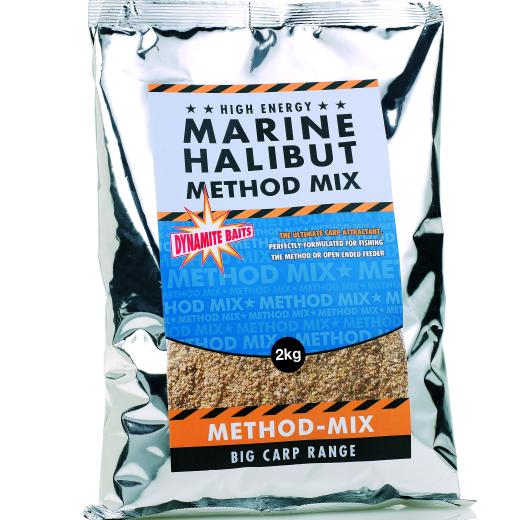 ★ ★ HIGH ENERGY ★ ★
MARINE
HALIBUT
METHOD MIX
DYNAMITE BAITS
THE ULTIMATE CARP ATTRACTANT,
PERFECTLY FORMULATED FOR FISHING
THE METHOD OR OPEN ENDED FEEDER
METHOD MIX★
METHOD MIX★ METHOD MIX★
HOD MIX★ METHOD MIX
METHOD MIX★ METHOD MIX★
2kg
METHOD-MIX
BIG CARP RANGE